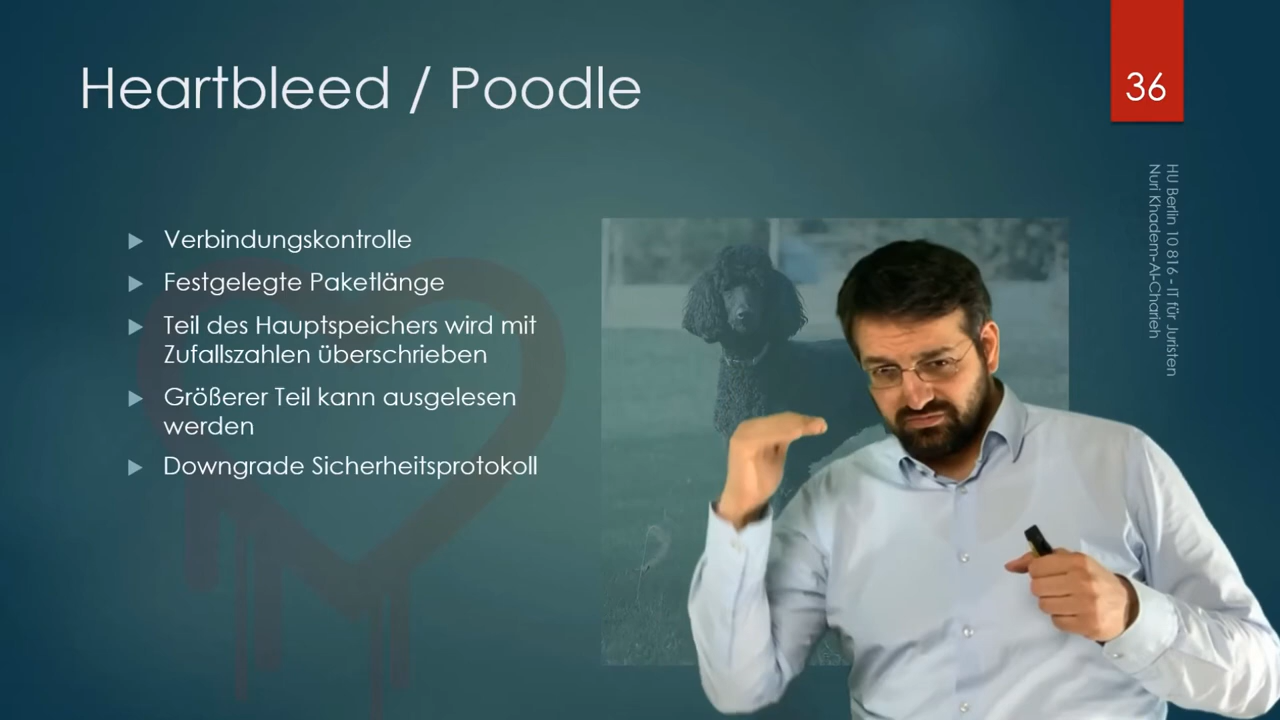 Heartbleed / Poodle
36
HU Berlin 10 816 - IT für Juristen
Nuri Khadem-Al-Charieh
Verbindungskontrolle
Festgelegte Paketlänge
Teil des Hauptspeichers wird mit
Zufallszahlen überschrieben
Größerer Teil kann ausgelesen
werden
Downgrade Sicherheitsprotokoll